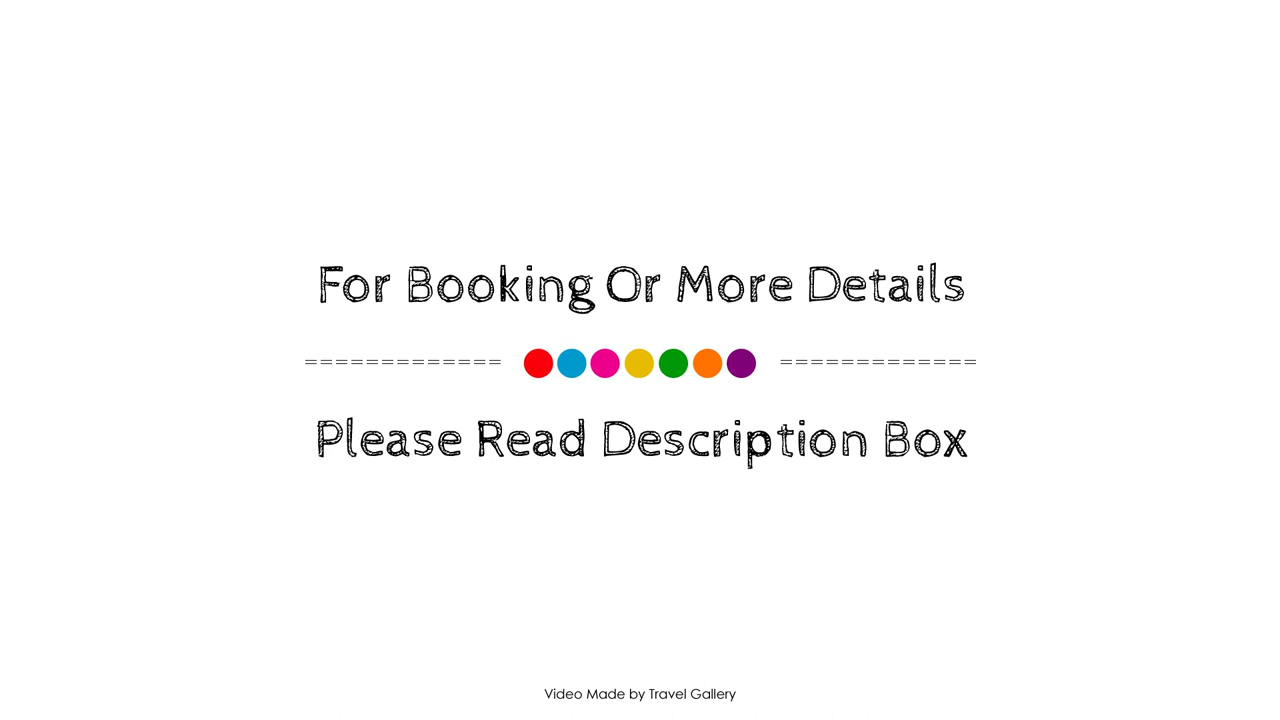 For Booking Or More Details
============= =============
Please Read Description Box
Video Made by Travel Gallery